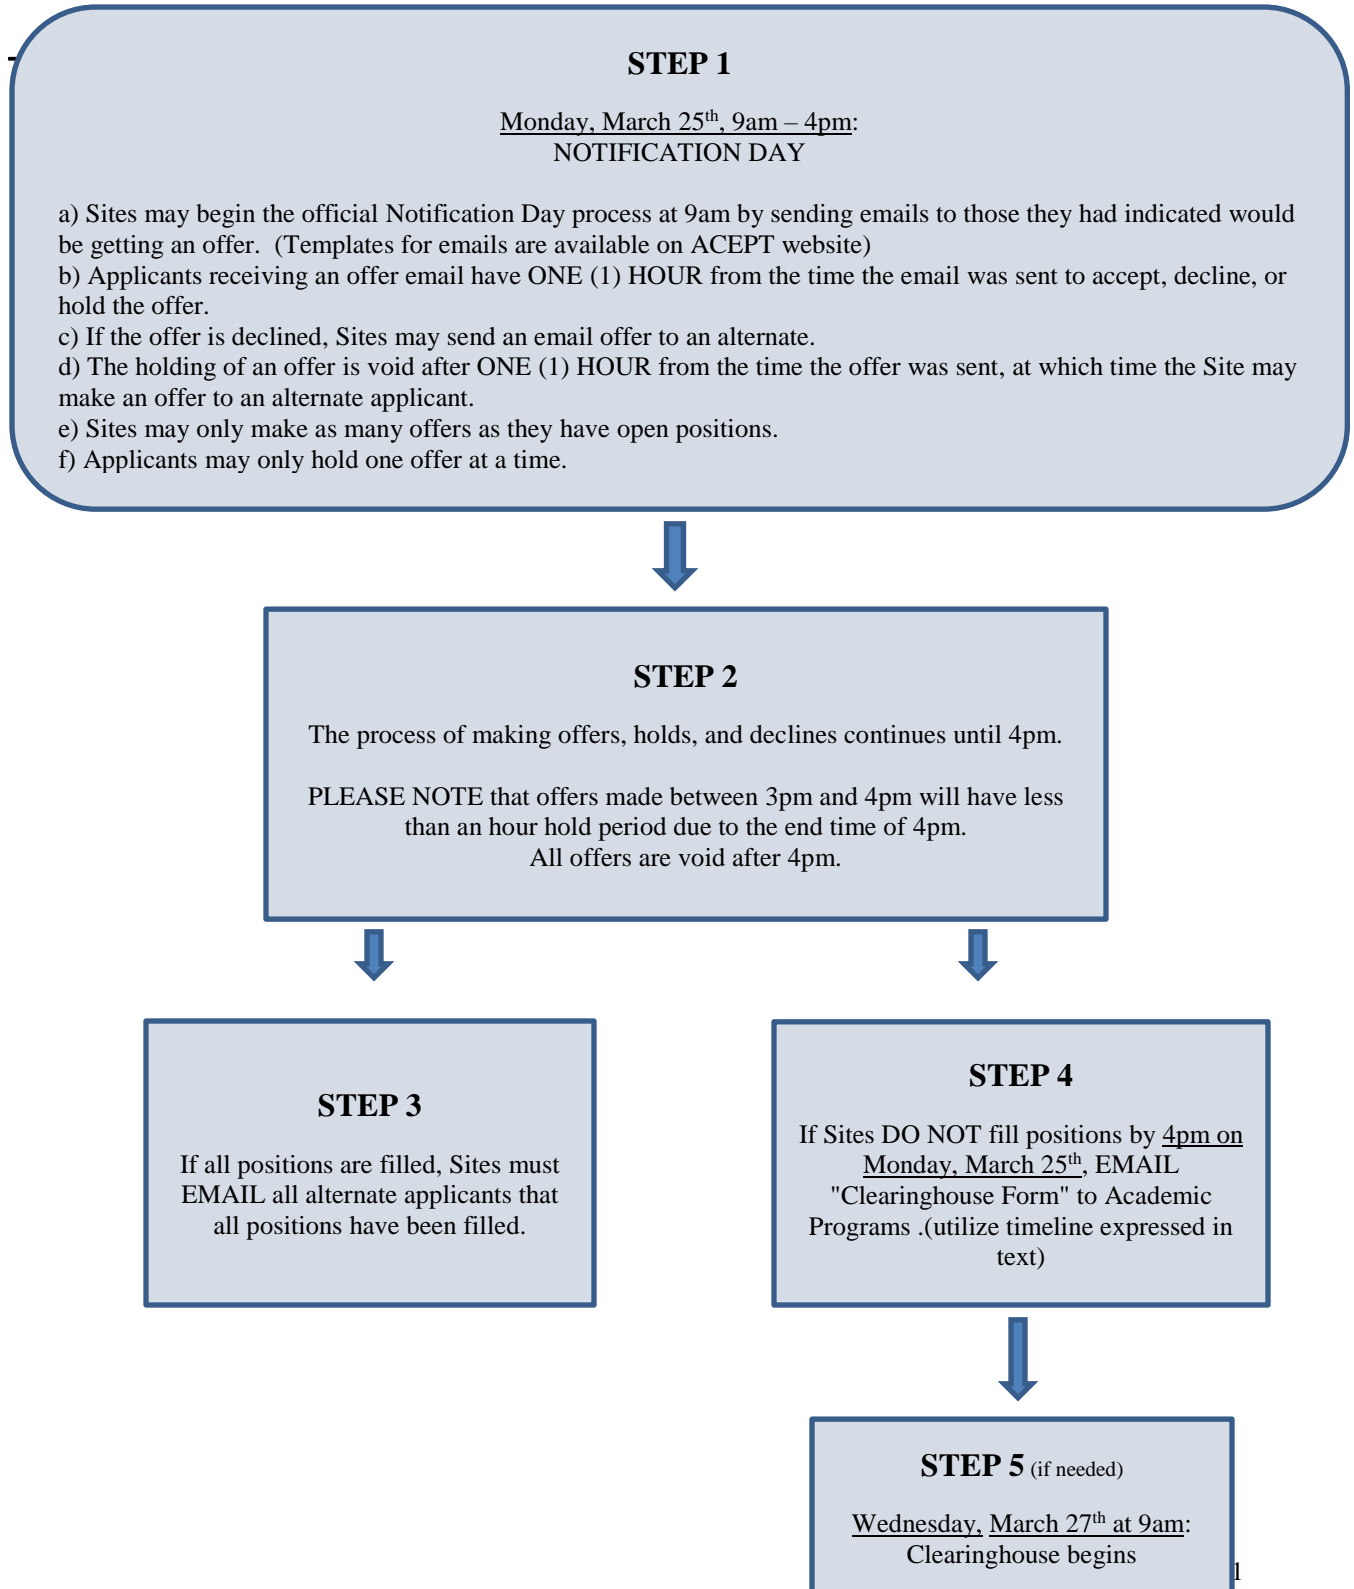 STEP 1
Monday, March 25th, 9am – 4pm:
NOTIFICATION DAY
a) Sites may begin the official Notification Day process at 9am by sending emails to those they had indicated would
be getting an offer.  (Templates for emails are available on ACEPT website)
b) Applicants receiving an offer email have ONE (1) HOUR from the time the email was sent to accept, decline, or
hold the offer.
c) If the offer is declined, Sites may send an email offer to an alternate.
d) The holding of an offer is void after ONE (1) HOUR from the time the offer was sent, at which time the Site may
make an offer to an alternate applicant.
e) Sites may only make as many offers as they have open positions.
f) Applicants may only hold one offer at a time.
STEP 2
The process of making offers, holds, and declines continues until 4pm.
PLEASE NOTE that offers made between 3pm and 4pm will have less
than an hour hold period due to the end time of 4pm.
All offers are void after 4pm.
STEP 3
If all positions are filled, Sites must
EMAIL all alternate applicants that
all positions have been filled.
STEP 4
If Sites DO NOT fill positions by 4pm on
Monday, March 25th, EMAIL
"Clearinghouse Form" to Academic
Programs .(utilize timeline expressed in
text)
STEP 5 (if needed)
Wednesday, March 27th at 9am:
Clearinghouse begins
1